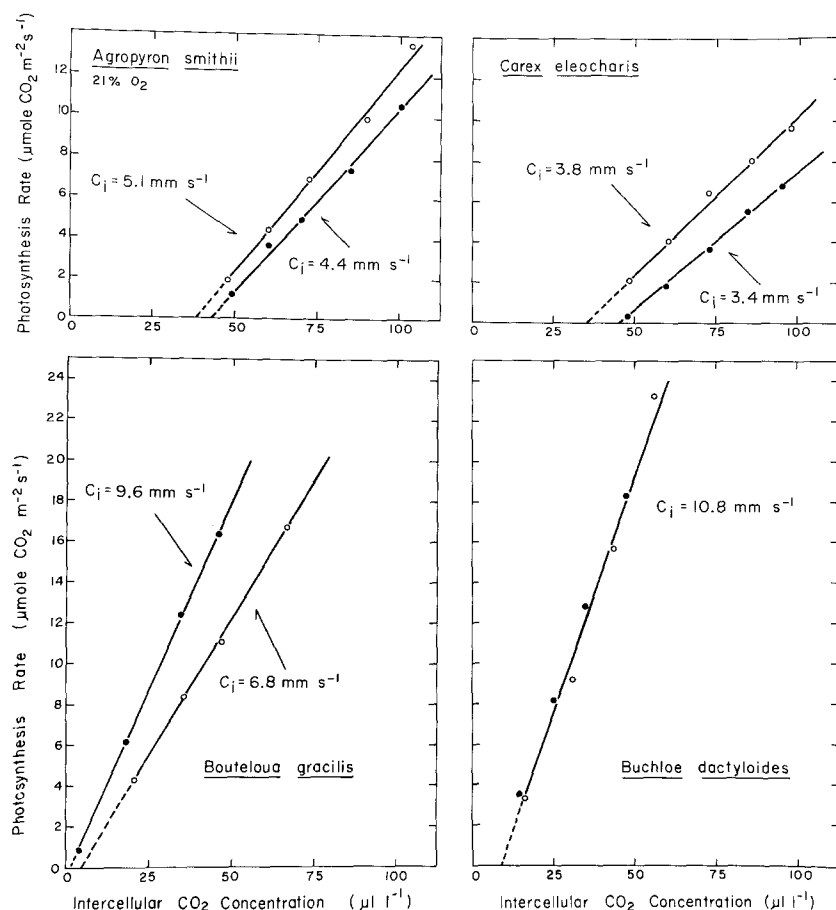 Agropyron smithii
21% O₂
Photosynthesis Rate (μmole CO₂ m⁻² s⁻¹)
12
10
8
6
4
2
0
Cᵢ = 5.1 mm s⁻¹
Cᵢ = 4.4 mm s⁻¹
0 25 50 75 100
Carex eleocharis
Cᵢ = 3.8 mm s⁻¹
Cᵢ = 3.4 mm s⁻¹
0 25 50 75 100
Photosynthesis Rate (μmole CO₂ m⁻² s⁻¹)
24
22
20
18
16
14
12
10
8
6
4
2
0
Cᵢ = 9.6 mm s⁻¹
Cᵢ = 6.8 mm s⁻¹
Bouteloua gracilis
0 25 50 75 100
Intercellular CO₂ Concentration (μl l⁻¹)
Cᵢ = 10.8 mm s⁻¹
Buchloe dactyloides
0 25 50 75 100
Intercellular CO₂ Concentration (μl l⁻¹)